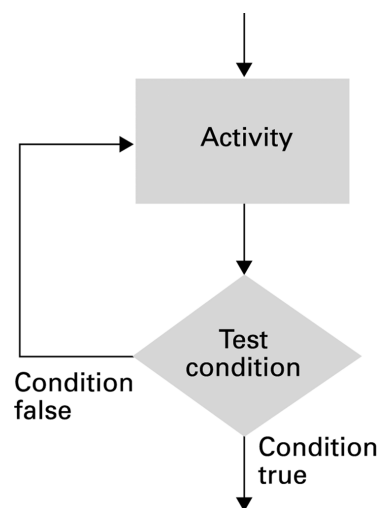 Activity
Test
condition
Condition
false
Condition
true